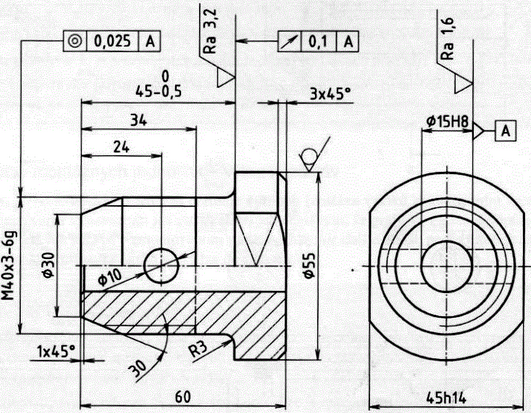 ◎ 0,025 A
Ra 3,2
↗ 0,1 A
Ra 1,6
0
45-0,5
3x45°
34
ø15H8
A
24
M40x3-6g
ø30
ø10
ø55
1x45°
30
R3
60
45h14